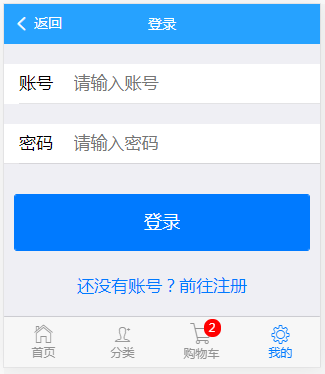 返回 登录
账号 请输入账号
密码 请输入密码
登录
还没有账号？前往注册
2
首页 分类 购物车 我的